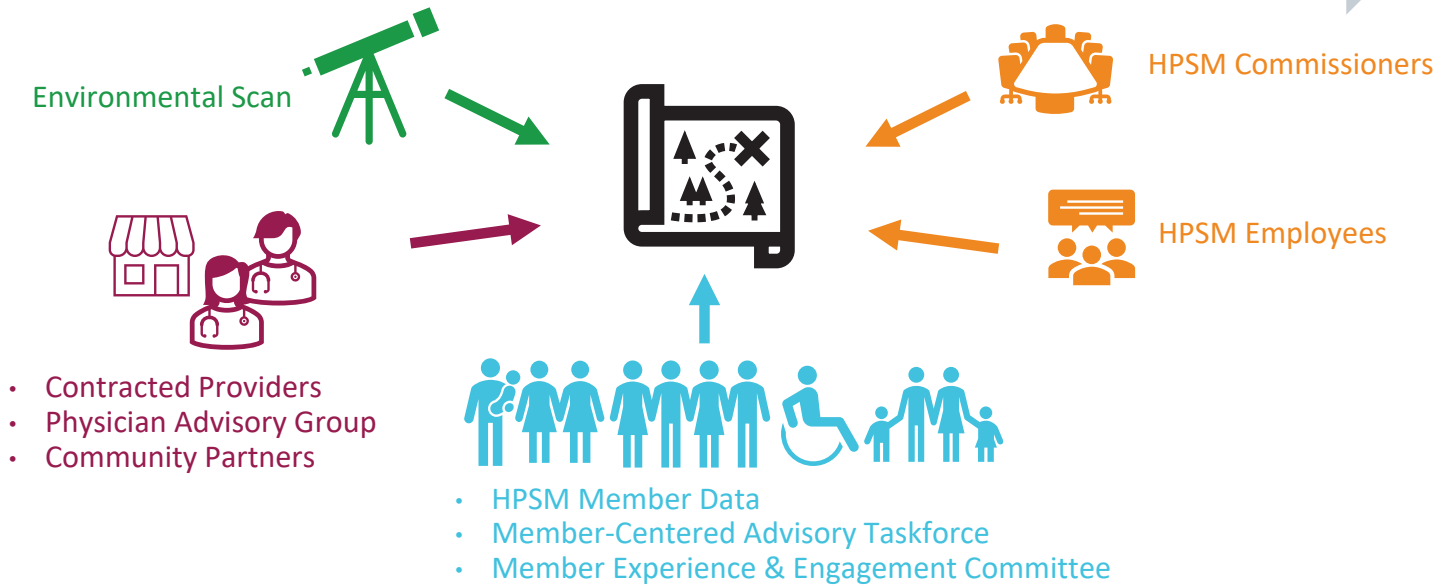 Environmental Scan
HPSM Commissioners
HPSM Employees
• Contracted Providers
• Physician Advisory Group
• Community Partners
• HPSM Member Data
• Member-Centered Advisory Taskforce
• Member Experience & Engagement Committee